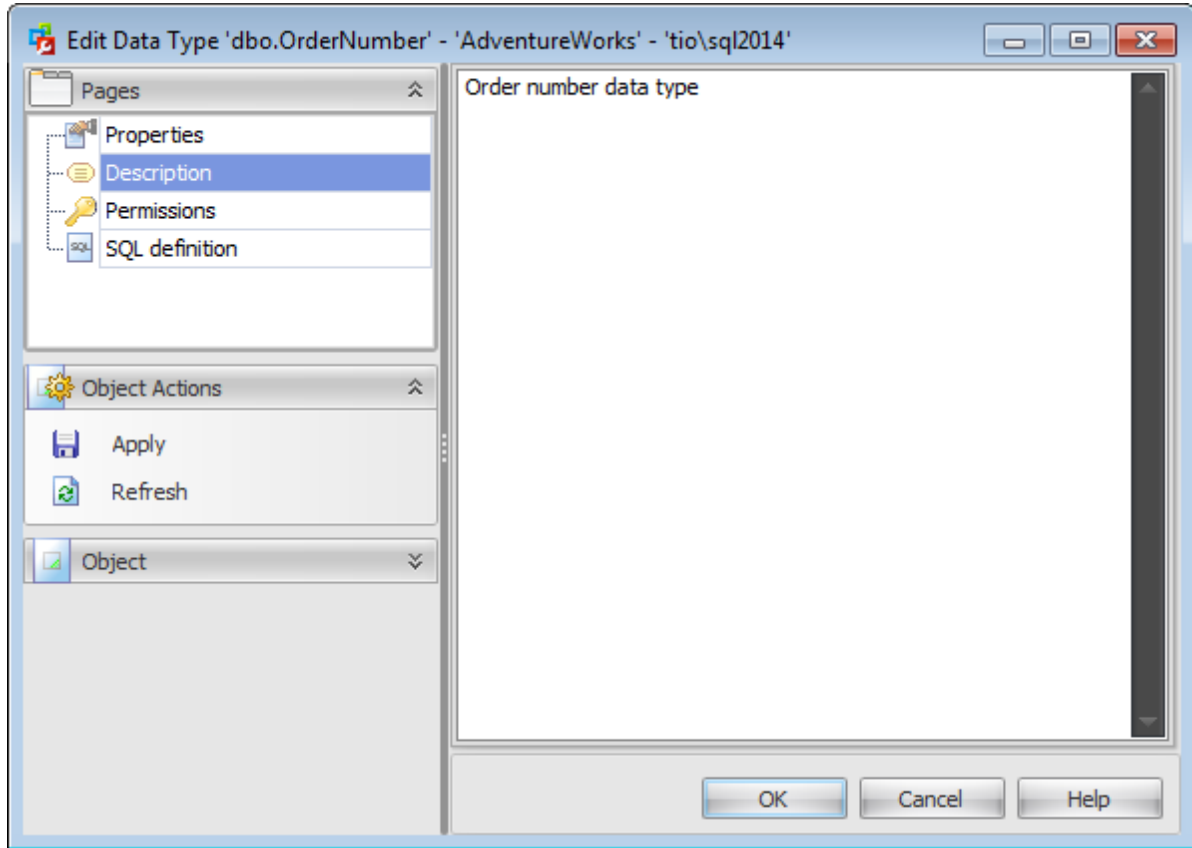 Edit Data Type 'dbo.OrderNumber' - 'AdventureWorks' - 'tio\sql2014'
Pages
Properties
Description
Permissions
SQL SQL definition
Object Actions
Apply
Refresh
Object
Order number data type
OK Cancel Help